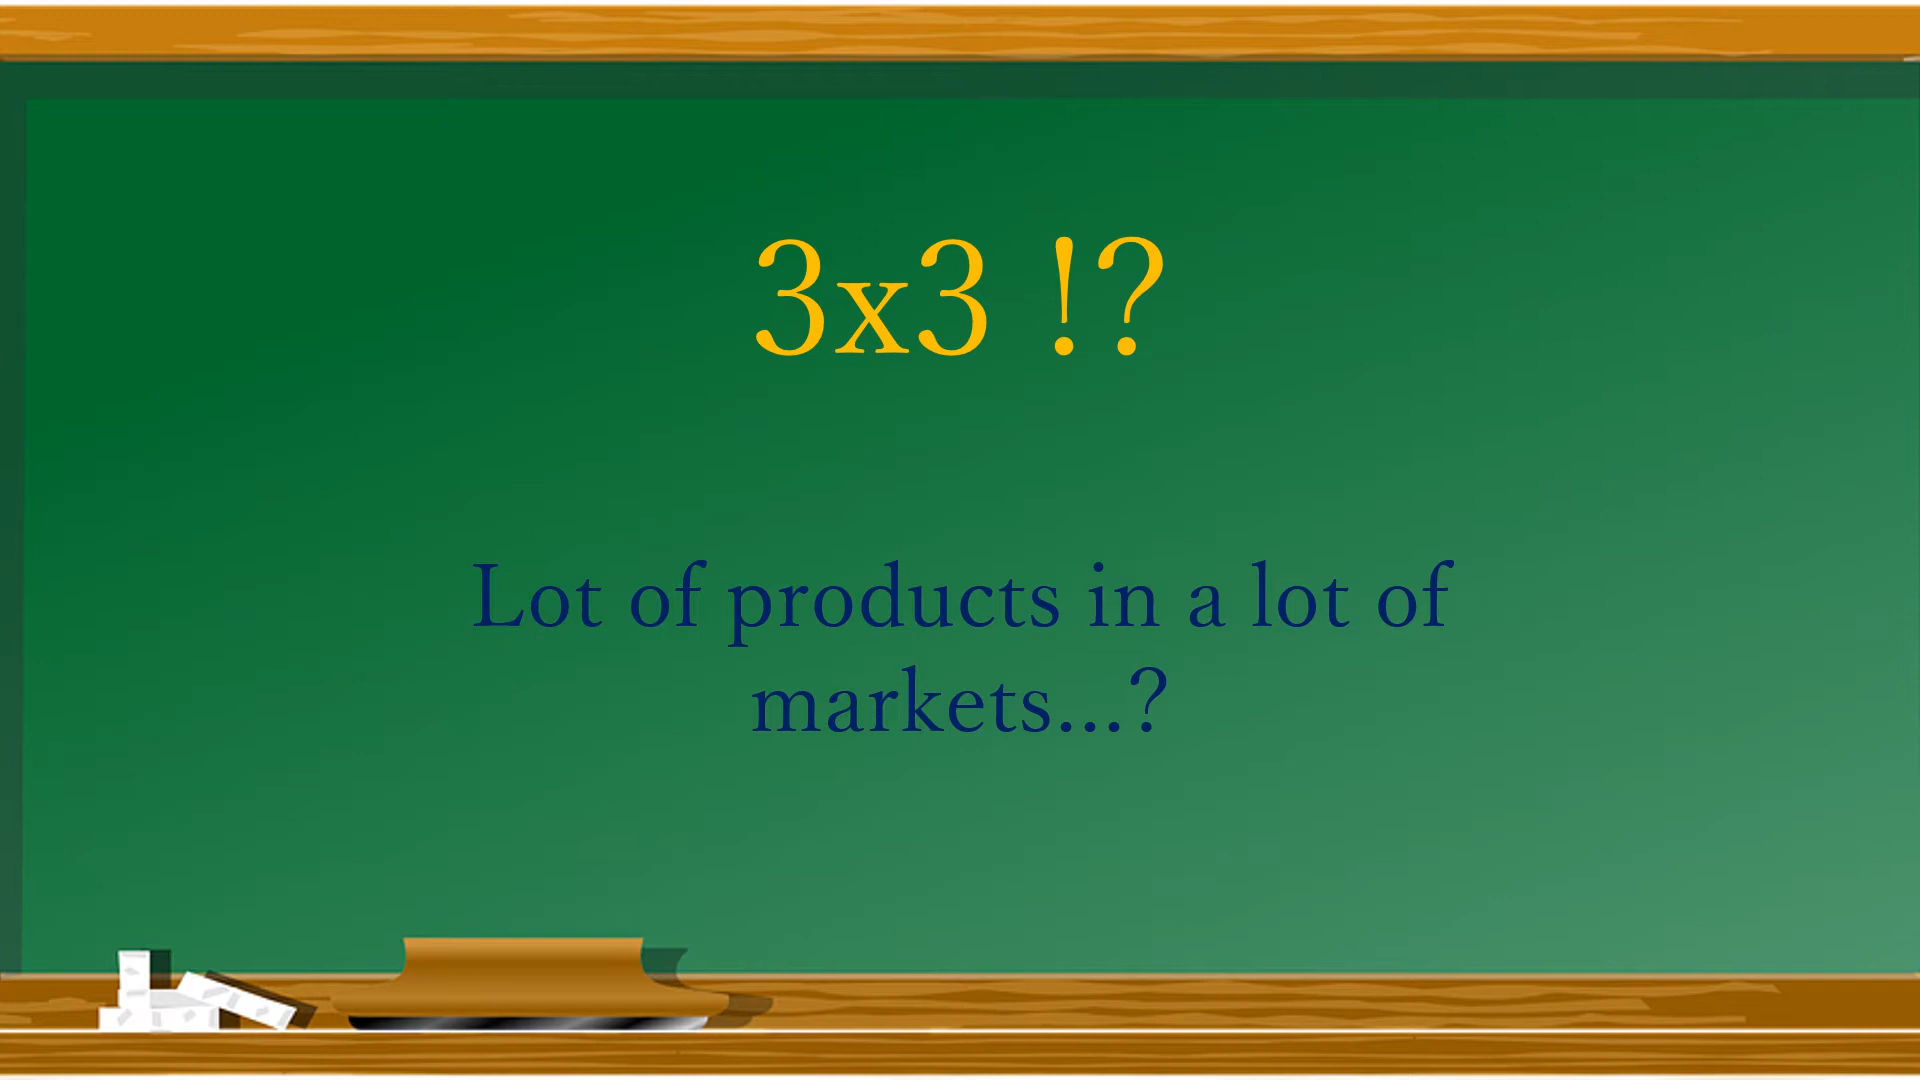 3x3 !?
Lot of products in a lot of
markets...?